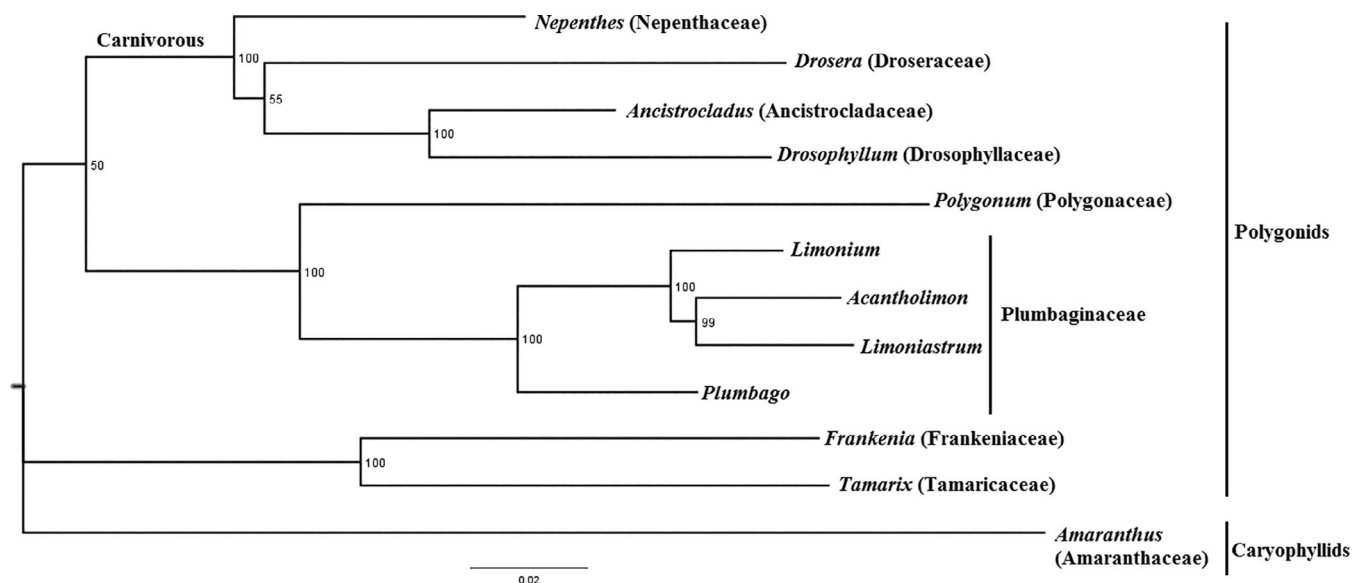 Nepenthes (Nepenthaceae)
Carnivorous
100
Drosera (Droseraceae)
55
Ancistrocladus (Ancistrocladaceae)
100
Drosophyllum (Drosophyllaceae)
50
Polygonum (Polygonaceae)
Polygonids
Limonium
100
100
Acantholimon
Plumbaginaceae
99
100
Limoniastrum
Plumbago
Frankenia (Frankeniaceae)
100
Tamarix (Tamaricaceae)
Amaranthus
(Amaranthaceae)
Caryophyllids
0.02